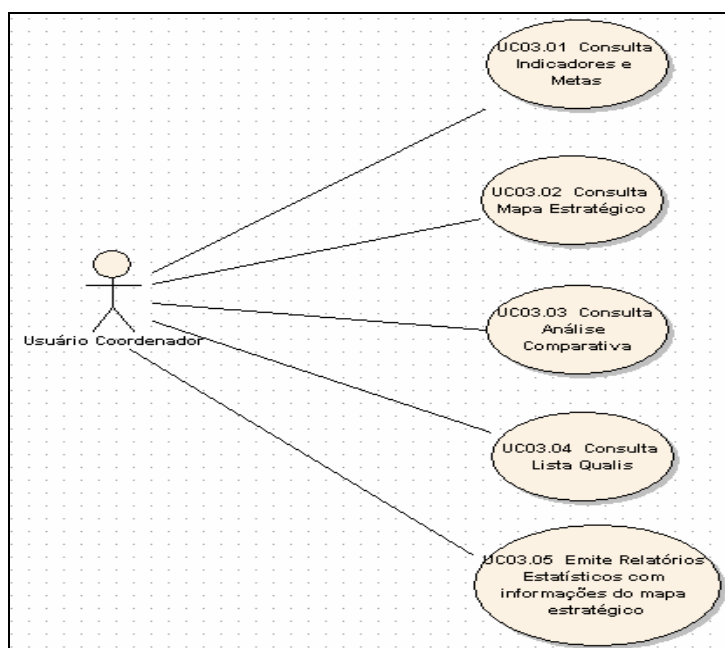 UC03.01 Consulta
Indicadores e
Metas
UC03.02 Consulta
Mapa Estratégico
Usuário Coordenador
UC03.03 Consulta
Análise
Comparativa
UC03.04 Consulta
Lista Qualis
UC03.05 Emite Relatórios
Estatísticos com
informações do mapa
estratégico